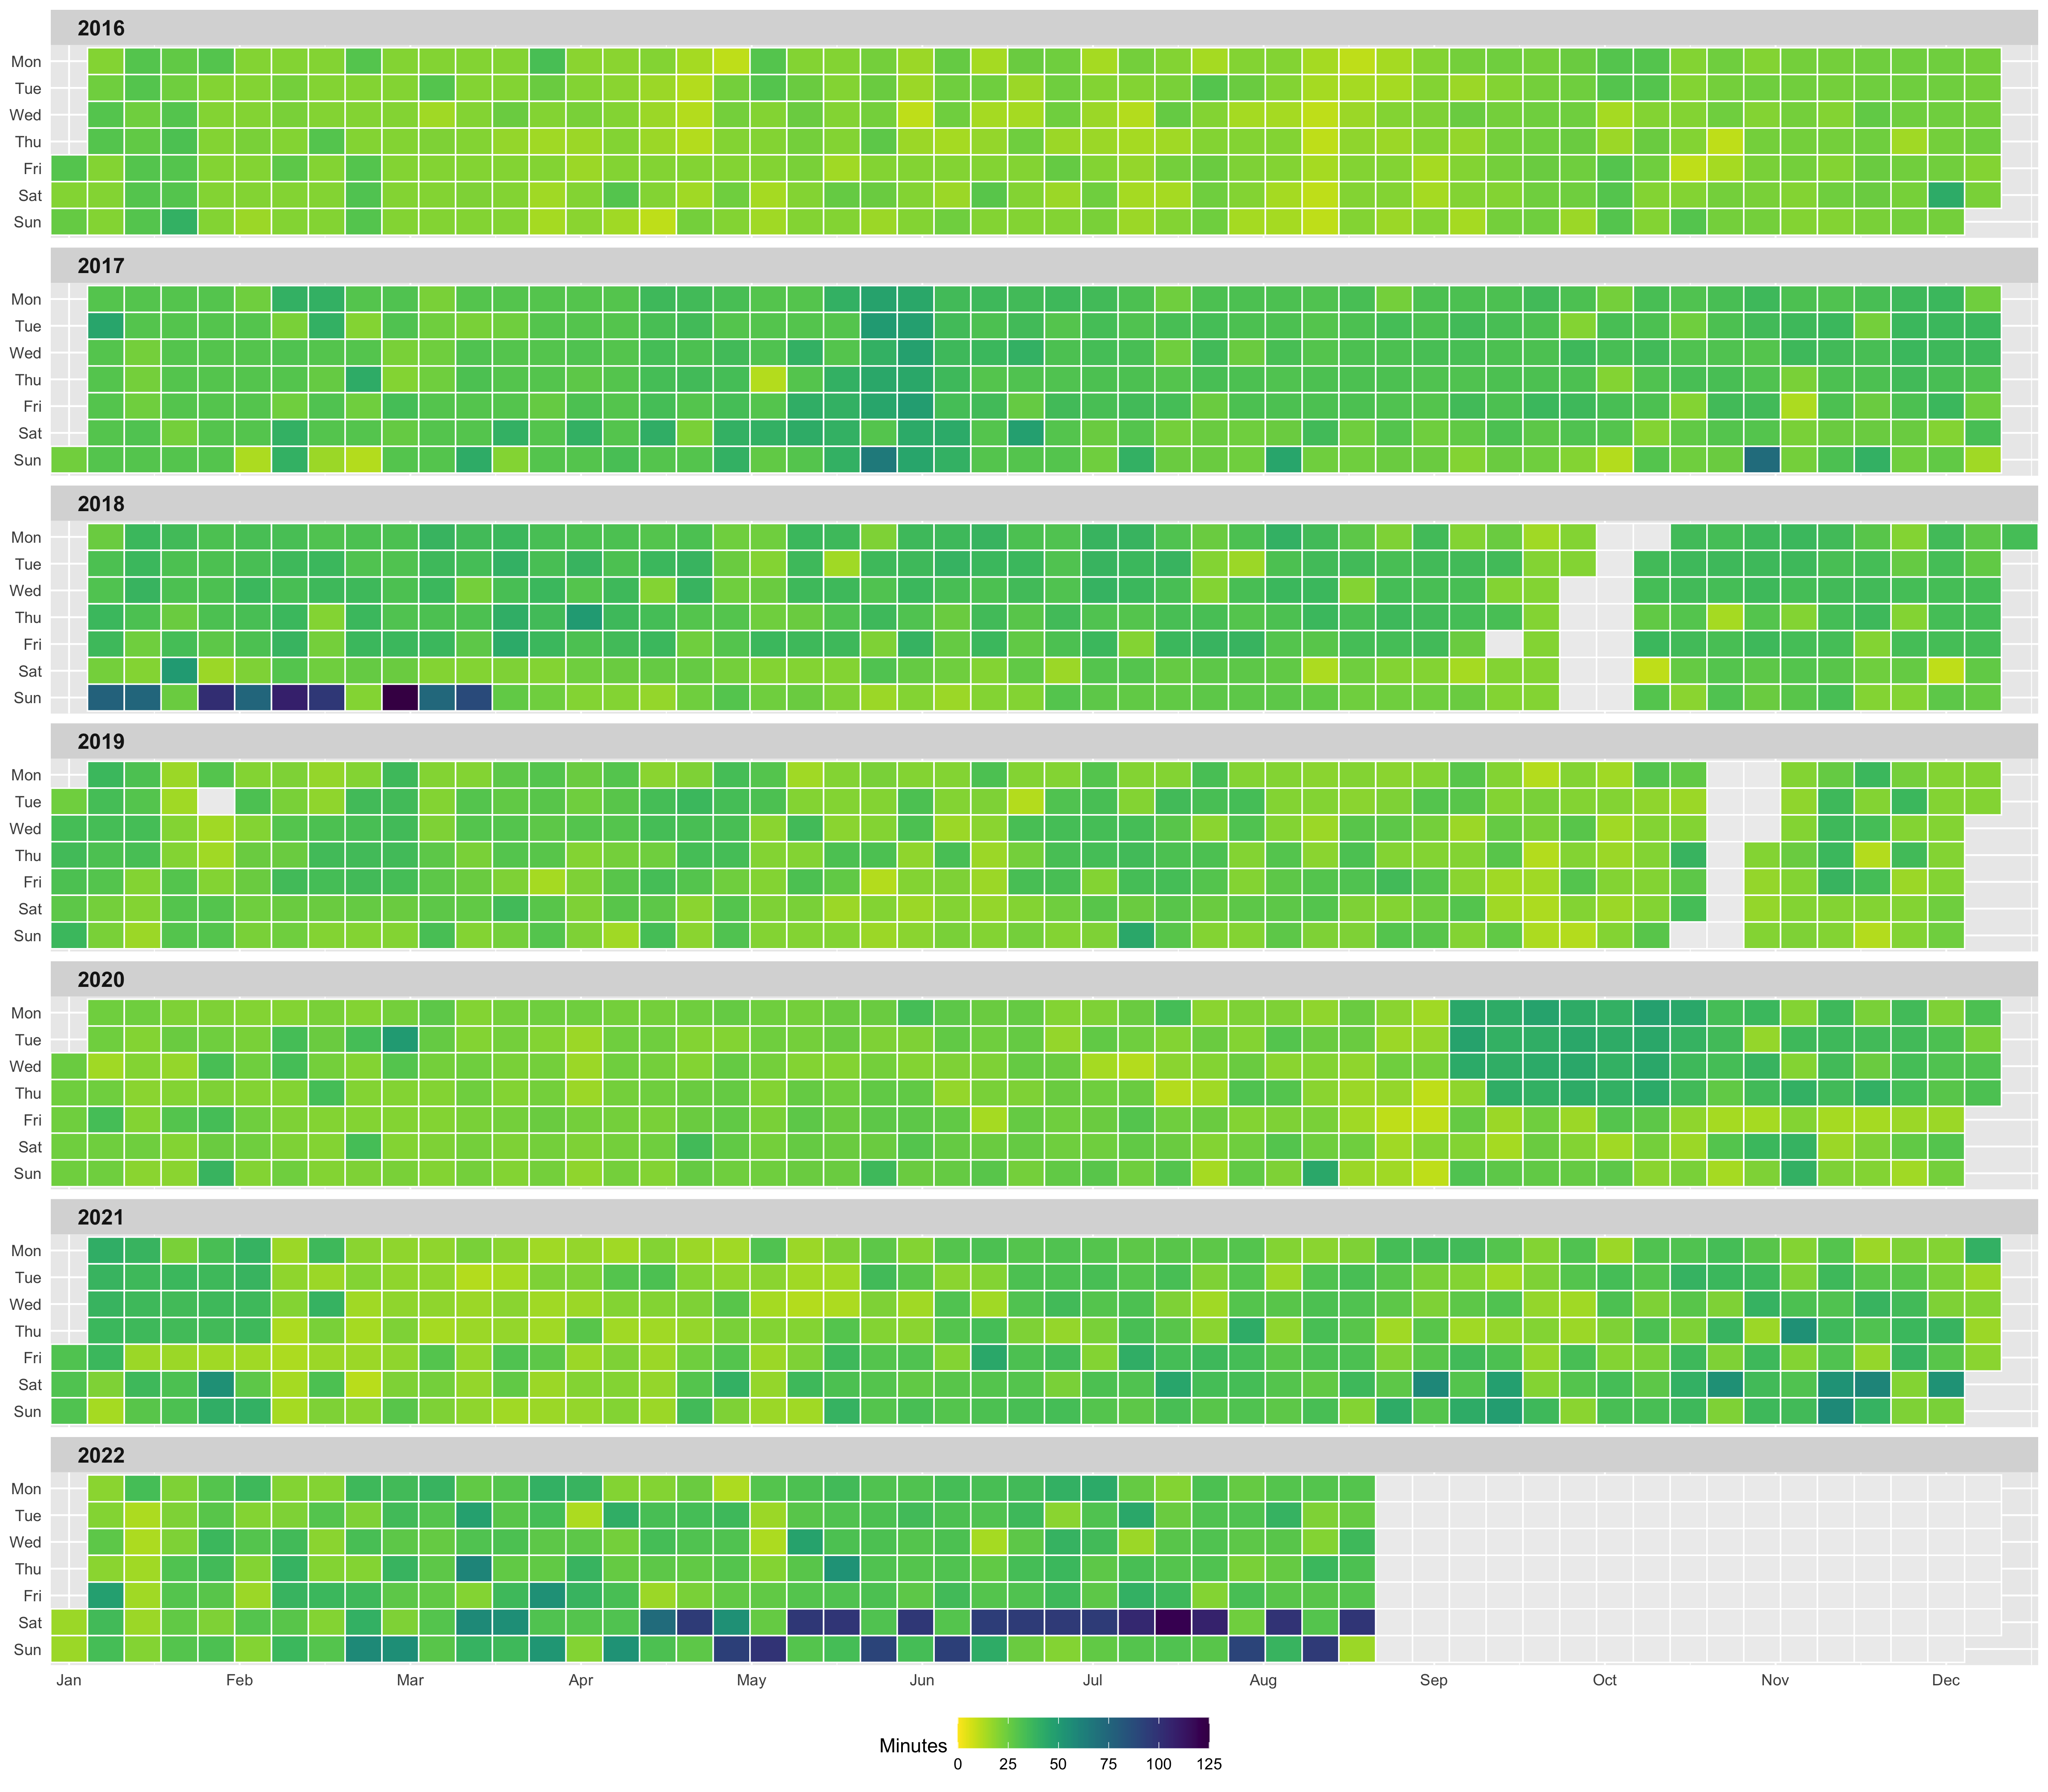 2016
Mon
Tue
Wed
Thu
Fri
Sat
Sun
2017
Mon
Tue
Wed
Thu
Fri
Sat
Sun
2018
Mon
Tue
Wed
Thu
Fri
Sat
Sun
2019
Mon
Tue
Wed
Thu
Fri
Sat
Sun
2020
Mon
Tue
Wed
Thu
Fri
Sat
Sun
2021
Mon
Tue
Wed
Thu
Fri
Sat
Sun
2022
Mon
Tue
Wed
Thu
Fri
Sat
Sun
Jan Feb Mar Apr May Jun Jul Aug Sep Oct Nov Dec
Minutes
0 25 50 75 100 125